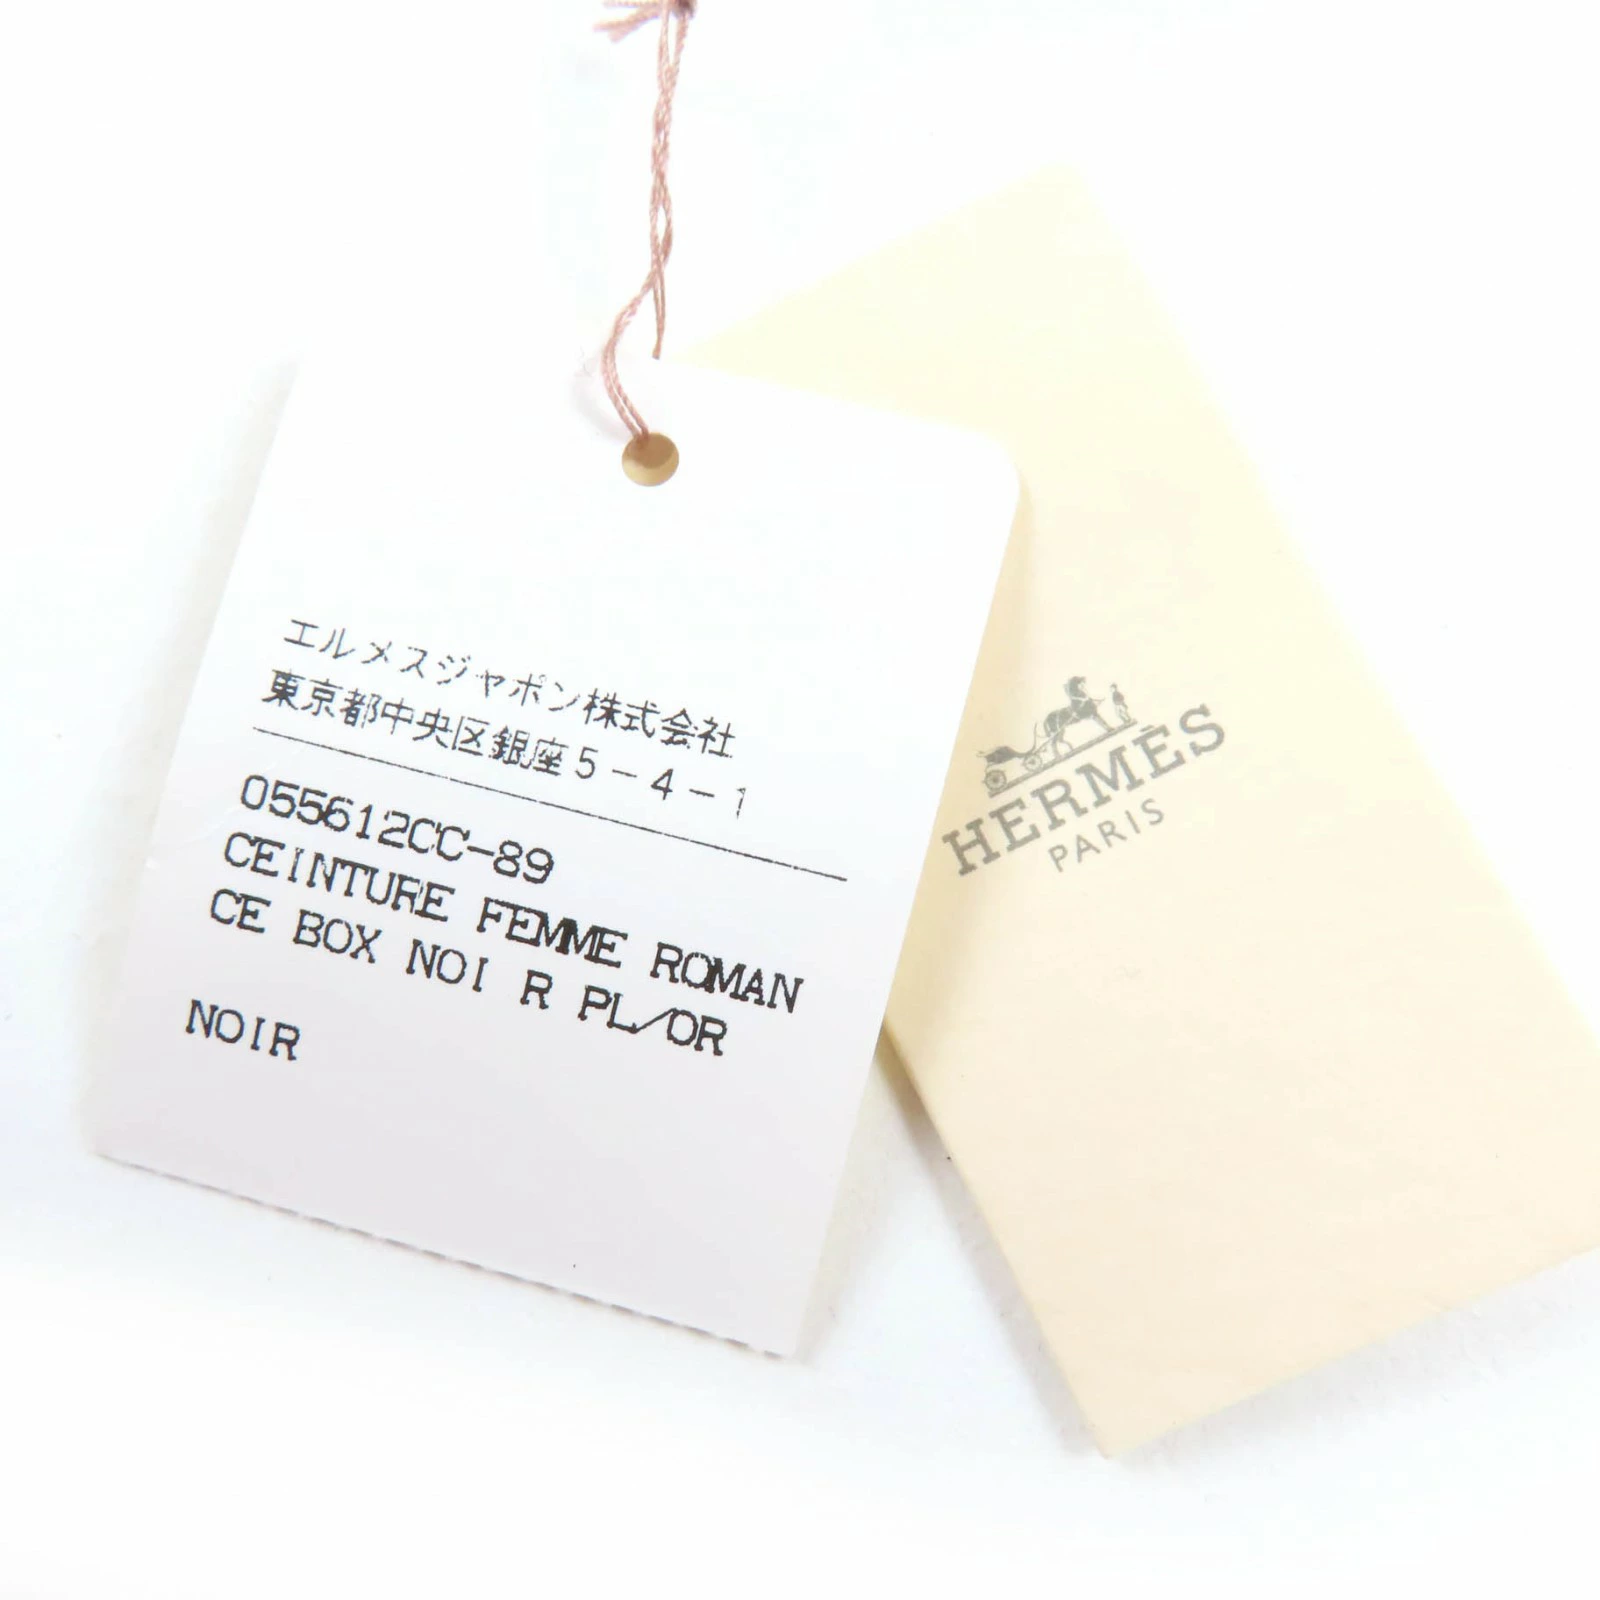 エルメスジャポン株式会社
東京都中央区銀座5-4-1
055612CC-89
CEINTURE FEMME ROMAN
CE BOX NOI R PL/OR
NOIR
HERMÈS
PARIS